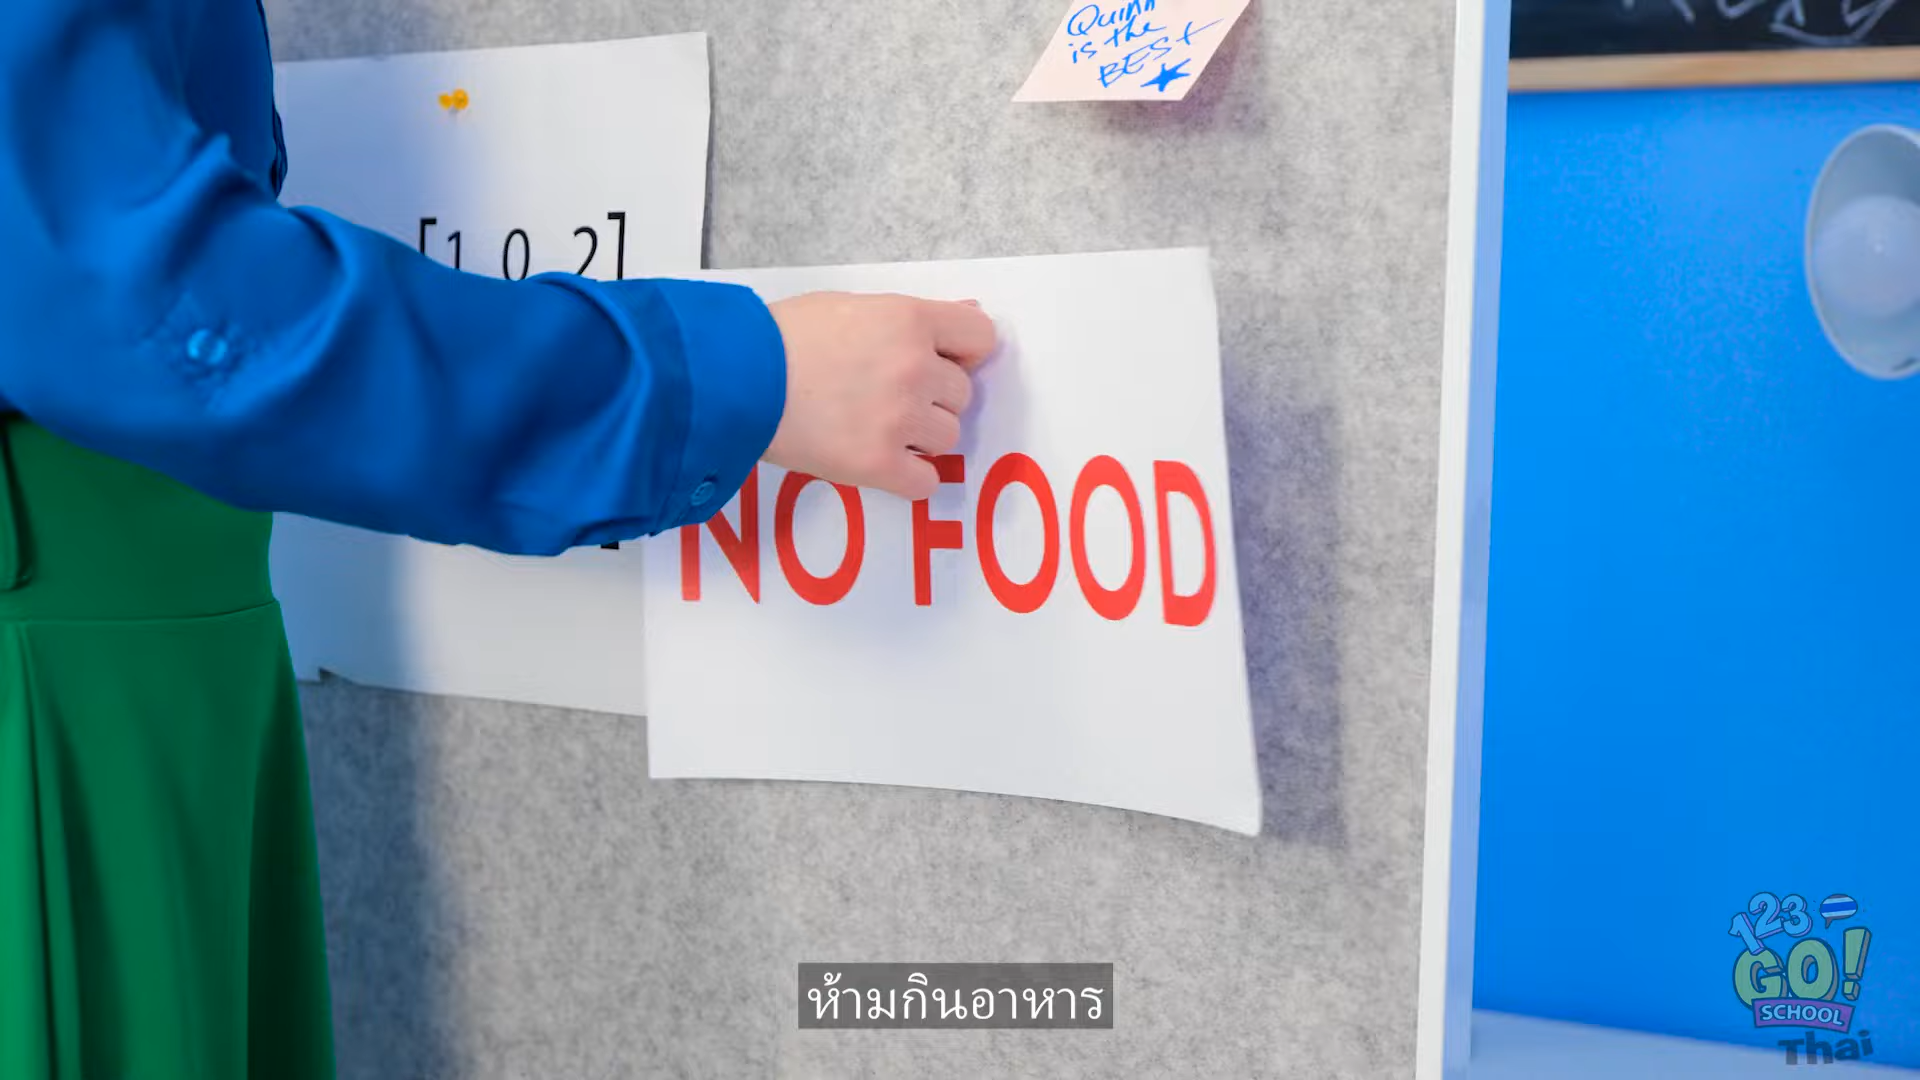 Quinn
is the
BEST
[1 0 2]
NO FOOD
ห้ามกินอาหาร
123
GO!
SCHOOL
Thai